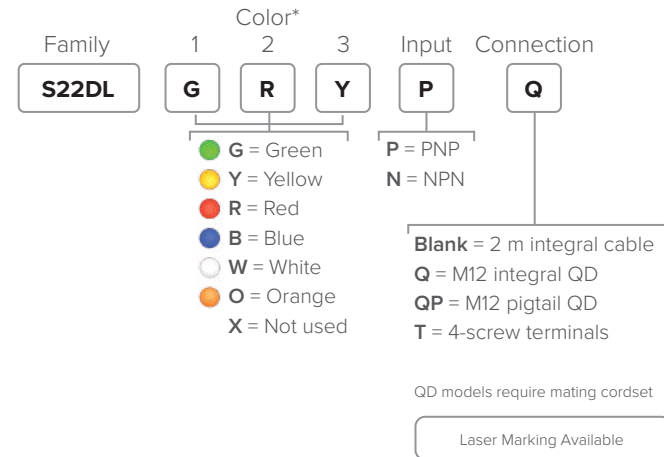 Color*
Family 1 2 3 Input Connection
S22DL G R Y P Q
G = Green
Y = Yellow
R = Red
B = Blue
W = White
O = Orange
X = Not used
P = PNP
N = NPN
Blank = 2 m integral cable
Q = M12 integral QD
QP = M12 pigtail QD
T = 4-screw terminals
QD models require mating cordset
Laser Marking Available